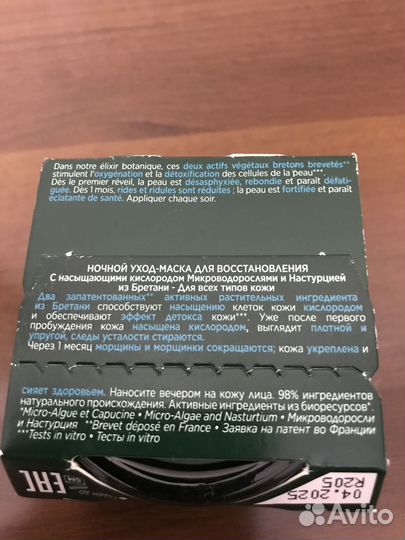 Dans notre élixir botanique, ces deux actifs végétaux bretons brevetés**
stimulent l'oxygénation et la détoxification des cellules de la peau***.
Dès le premier réveil, la peau est désasphyxiée, rebondie et paraît défati-
guée. Dès 1 mois, rides et ridules sont réduites ; la peau est fortifiée et paraît
éclatante de santé. Appliquer chaque soir.
НОЧНОЙ УХОД-МАСКА ДЛЯ ВОССТАНОВЛЕНИЯ
С насыщающими кислородом Микроводорослями и Настурцией
из Бретани - Для всех типов кожи
Два запатентованных** активных растительных ингредиента
из Бретани способствуют насыщению клеток кожи кислородом
и обеспечивают эффект детокса кожи***. Уже после первого
пробуждения кожа насыщена кислородом, выглядит плотной и
упругой, следы усталости стираются.
Через 1 месяц морщины и морщинки сокращаются; кожа укреплена и
сияет здоровьем. Наносите вечером на кожу лица. 98% ингредиентов
натурального происхождения. Активные ингредиенты из биоресурсов*.
*Micro-Algue et Capucine • Micro-Algae and Nasturtium • Микроводоросли
и Настурция **Brevet déposé en France • Заявка на патент во Франции
***Tests in vitro • Тесты in vitro
EAC
04.2025
R205
Avito